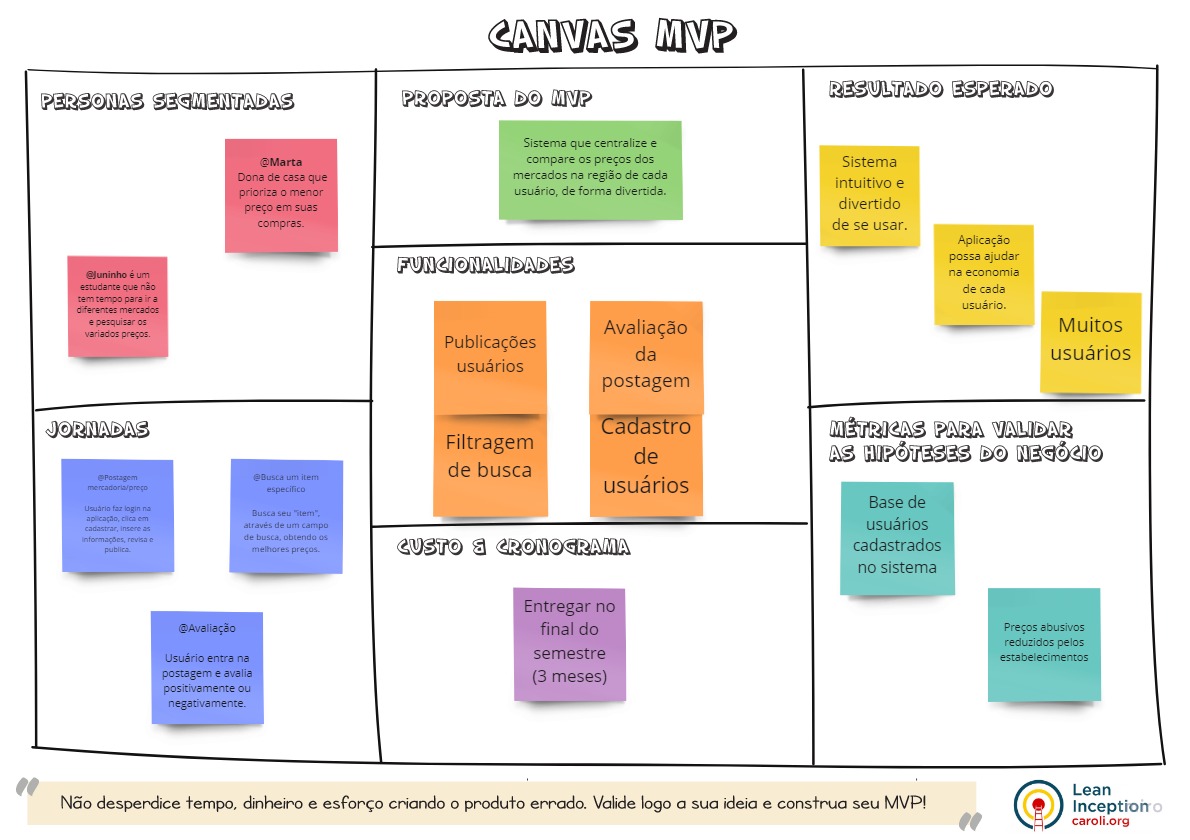 CANVAS MVP
PERSONAS SEGMENTADAS
@Marta
Dona de casa que
prioriza o menor
preço em suas
compras.
@Juninho é um
estudante que não
tem tempo para ir a
diferentes mercados
e pesquisar os
variados preços.
PROPOSTA DO MVP
Sistema que centralize e
compare os preços dos
mercados na região de cada
usuário, de forma divertida.
RESULTADO ESPERADO
Sistema
intuitivo e
divertido
de se usar.
Aplicação
possa ajudar
na economia
de cada
usuário.
Muitos
usuários
FUNCIONALIDADES
Publicações
usuários
Avaliação
da
postagem
Filtragem
de busca
Cadastro
de
usuários
JORNADAS
@Postagem
mercadoria/preço
Usuário faz login na
aplicação, clica em
cadastrar, insere as
informações, revisa e
publica.
@Busca um item
específico
Busca seu "item",
através de um campo
de busca, obtendo os
melhores preços.
@Avaliação
Usuário entra na
postagem e avalia
positivamente ou
negativamente.
CUSTO & CRONOGRAMA
Entregar no
final do
semestre
(3 meses)
MÉTRICAS PARA VALIDAR
AS HIPÓTESES DO NEGÓCIO
Base de
usuários
cadastrados
no sistema
Preços abusivos
reduzidos pelos
estabelecimentos
Não desperdice tempo, dinheiro e esforço criando o produto errado. Valide logo a sua ideia e construa seu MVP!
Lean
Inception
caroli.org